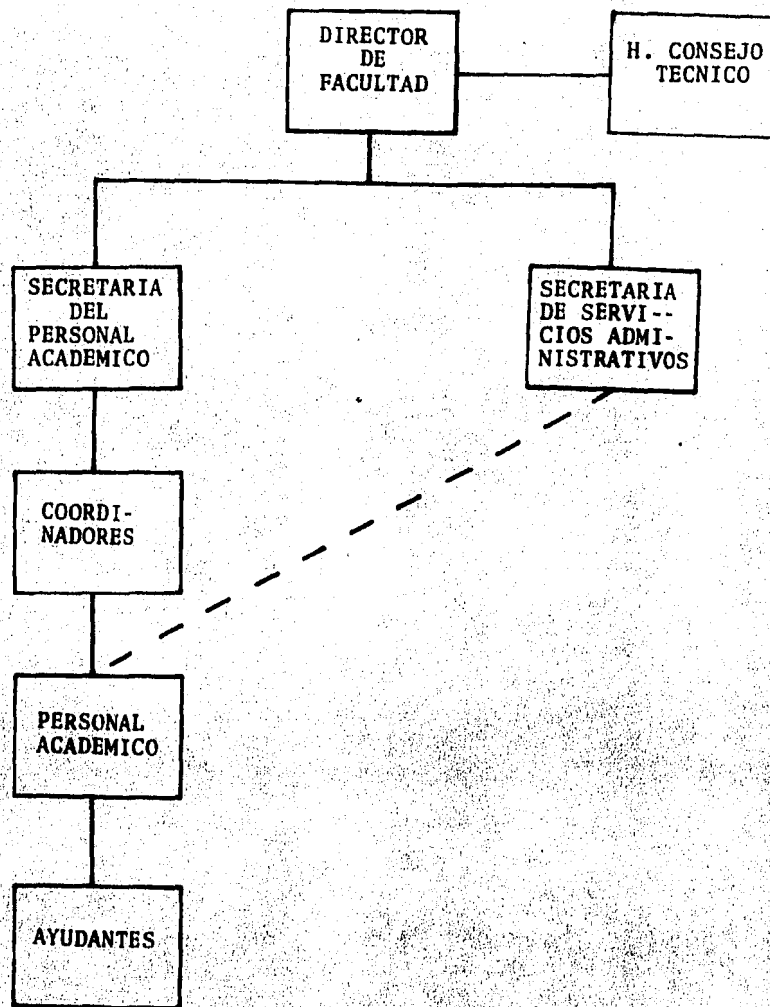 DIRECTOR
DE
FACULTAD
H. CONSEJO
TECNICO
SECRETARIA
DEL
PERSONAL
ACADEMICO
SECRETARIA
DE SERVI--
CIOS ADMI-
NISTRATIVOS
COORDI-
NADORES
PERSONAL
ACADEMICO
AYUDANTES